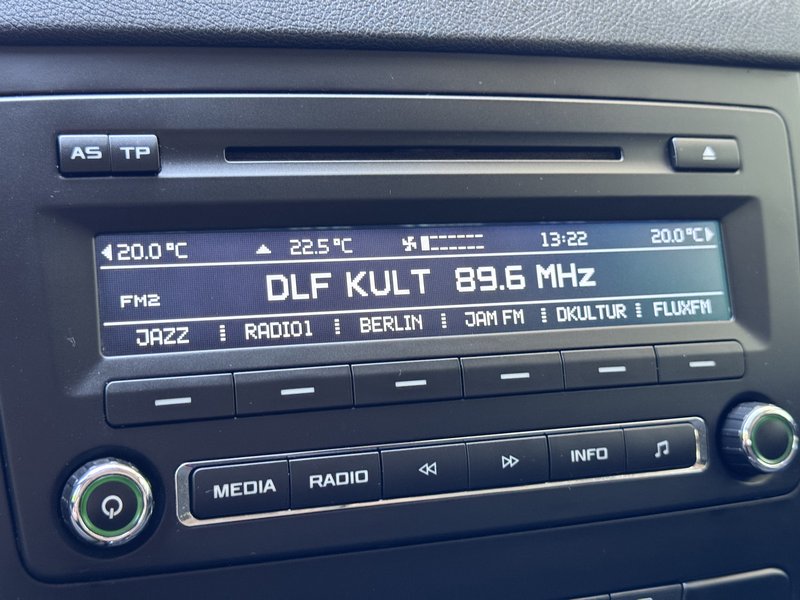 AS TP
20.0°C 22.5°C 13:22 20.0°C
FM2 DLF KULT 89.6 MHz
JAZZ RADIO1 BERLIN JAM FM DKULTUR FLUXFM
MEDIA RADIO INFO